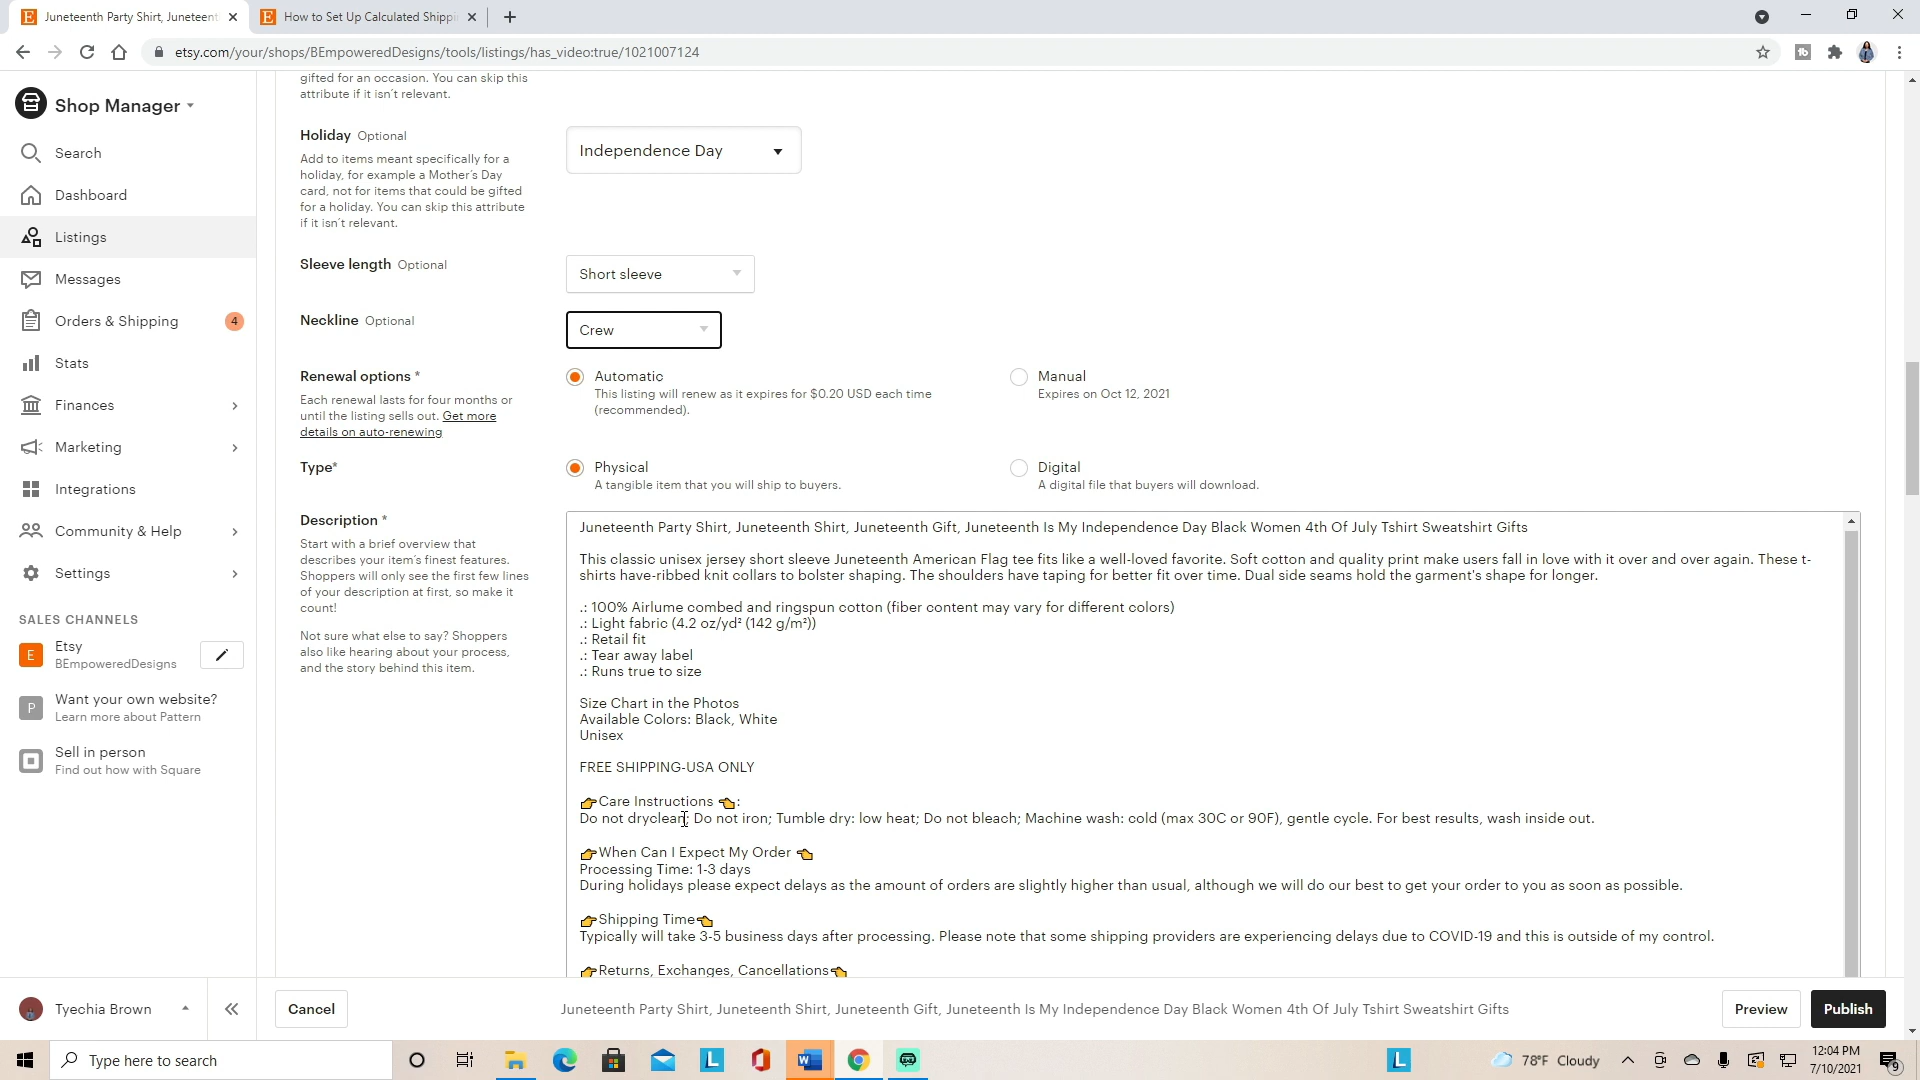 Juneteenth Party Shirt, Juneteent
How to Set Up Calculated Shippi
etsy.com/your/shops/BEmpoweredDesigns/tools/listings/has_video:true/1021007124
Shop Manager
Search
Dashboard
Listings
Messages
Orders & Shipping 4
Stats
Finances
Marketing
Integrations
Community & Help
Settings
SALES CHANNELS
E Etsy
BEmpoweredDesigns
P Want your own website?
Learn more about Pattern
Sell in person
Find out how with Square
Tyechia Brown
gifted for an occasion. You can skip this
attribute if it isn't relevant.
Holiday Optional
Add to items meant specifically for a
holiday, for example a Mother's Day
card, not for items that could be gifted
for a holiday. You can skip this attribute
if it isn't relevant.
Independence Day
Sleeve length Optional
Short sleeve
Neckline Optional
Crew
Renewal options *
Each renewal lasts for four months or
until the listing sells out. Get more
details on auto-renewing
Automatic
This listing will renew as it expires for $0.20 USD each time
(recommended).
Manual
Expires on Oct 12, 2021
Type*
Physical
A tangible item that you will ship to buyers.
Digital
A digital file that buyers will download.
Description *
Start with a brief overview that
describes your item's finest features.
Shoppers will only see the first few lines
of your description at first, so make it
count!
Not sure what else to say? Shoppers
also like hearing about your process,
and the story behind this item.
Juneteenth Party Shirt, Juneteenth Shirt, Juneteenth Gift, Juneteenth Is My Independence Day Black Women 4th Of July Tshirt Sweatshirt Gifts
This classic unisex jersey short sleeve Juneteenth American Flag tee fits like a well-loved favorite. Soft cotton and quality print make users fall in love with it over and over again. These t-
shirts have-ribbed knit collars to bolster shaping. The shoulders have taping for better fit over time. Dual side seams hold the garment's shape for longer.
.: 100% Airlume combed and ringspun cotton (fiber content may vary for different colors)
.: Light fabric (4.2 oz/yd² (142 g/m²))
.: Retail fit
.: Tear away label
.: Runs true to size
Size Chart in the Photos
Available Colors: Black, White
Unisex
FREE SHIPPING-USA ONLY
👉Care Instructions 👈:
Do not dryclean; Do not iron; Tumble dry: low heat; Do not bleach; Machine wash: cold (max 30C or 90F), gentle cycle. For best results, wash inside out.
👉When Can I Expect My Order 👈
Processing Time: 1-3 days
During holidays please expect delays as the amount of orders are slightly higher than usual, although we will do our best to get your order to you as soon as possible.
👉Shipping Time👈
Typically will take 3-5 business days after processing. Please note that some shipping providers are experiencing delays due to COVID-19 and this is outside of my control.
👉Returns, Exchanges, Cancellations👈
Cancel
Juneteenth Party Shirt, Juneteenth Shirt, Juneteenth Gift, Juneteenth Is My Independence Day Black Women 4th Of July Tshirt Sweatshirt Gifts
Preview
Publish
Type here to search
78°F Cloudy
12:04 PM
7/10/2021
9